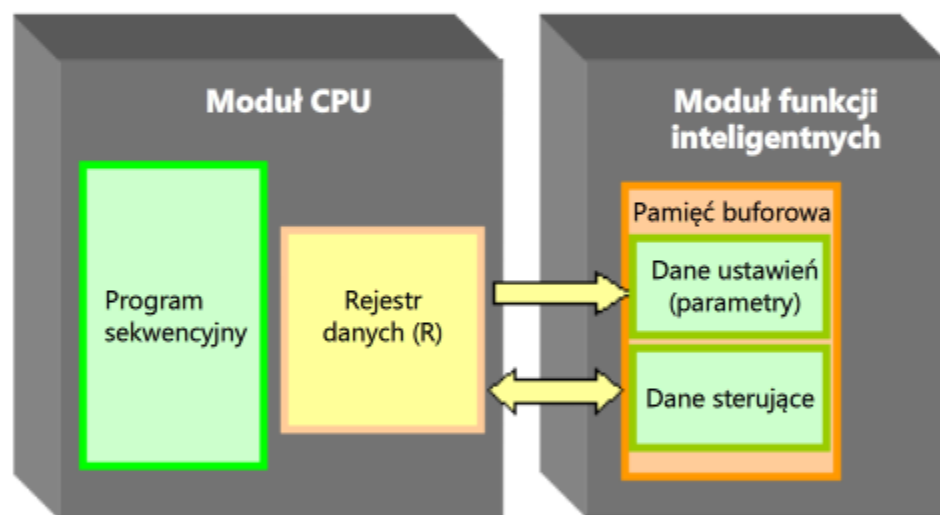 Moduł CPU
Program
sekwencyjny
Rejestr
danych (R)
Moduł funkcji
inteligentnych
Pamięć buforowa
Dane ustawień
(parametry)
Dane sterujące